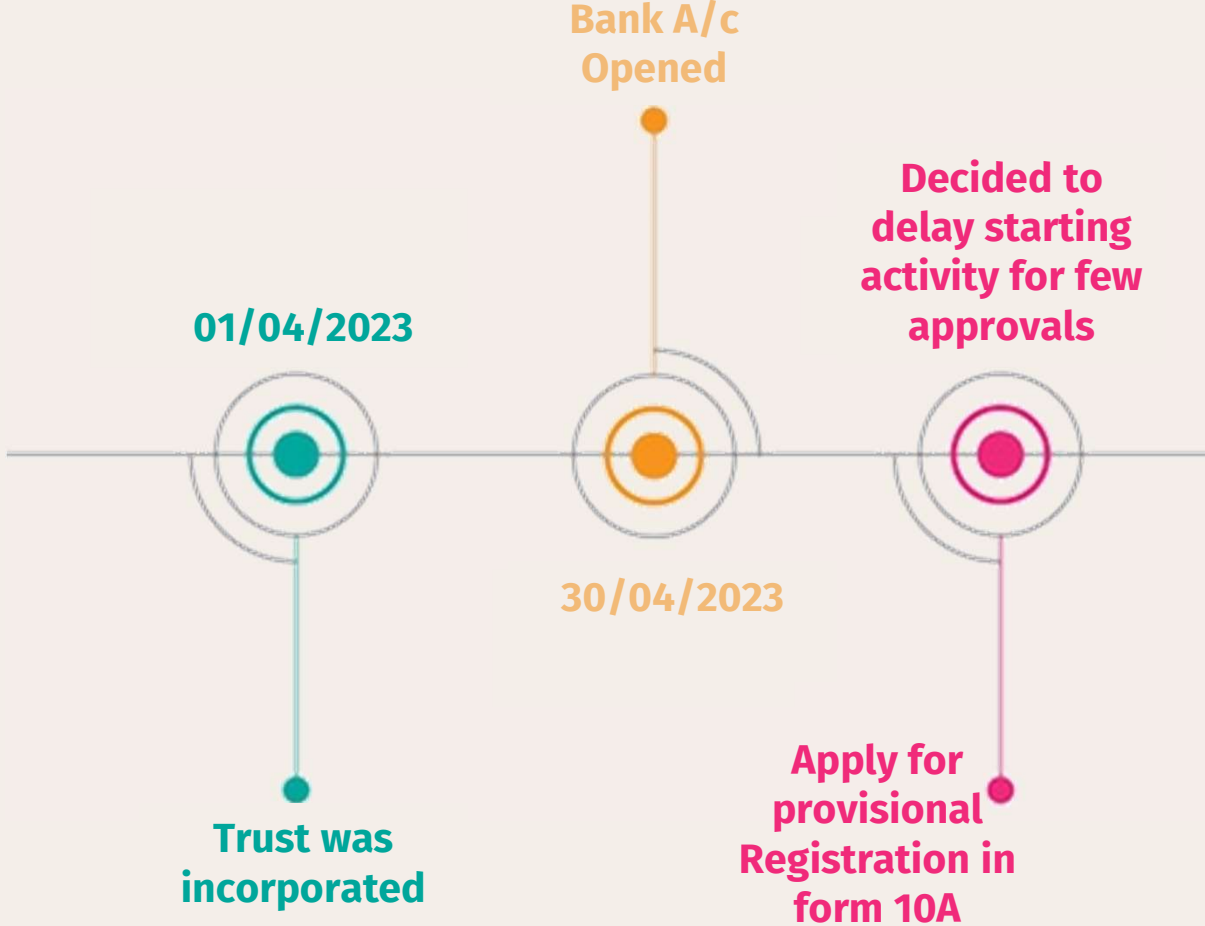 01/04/2023
Trust was
incorporated
Bank A/c
Opened
30/04/2023
Decided to
delay starting
activity for few
approvals
Apply for
provisional
Registration in
form 10A